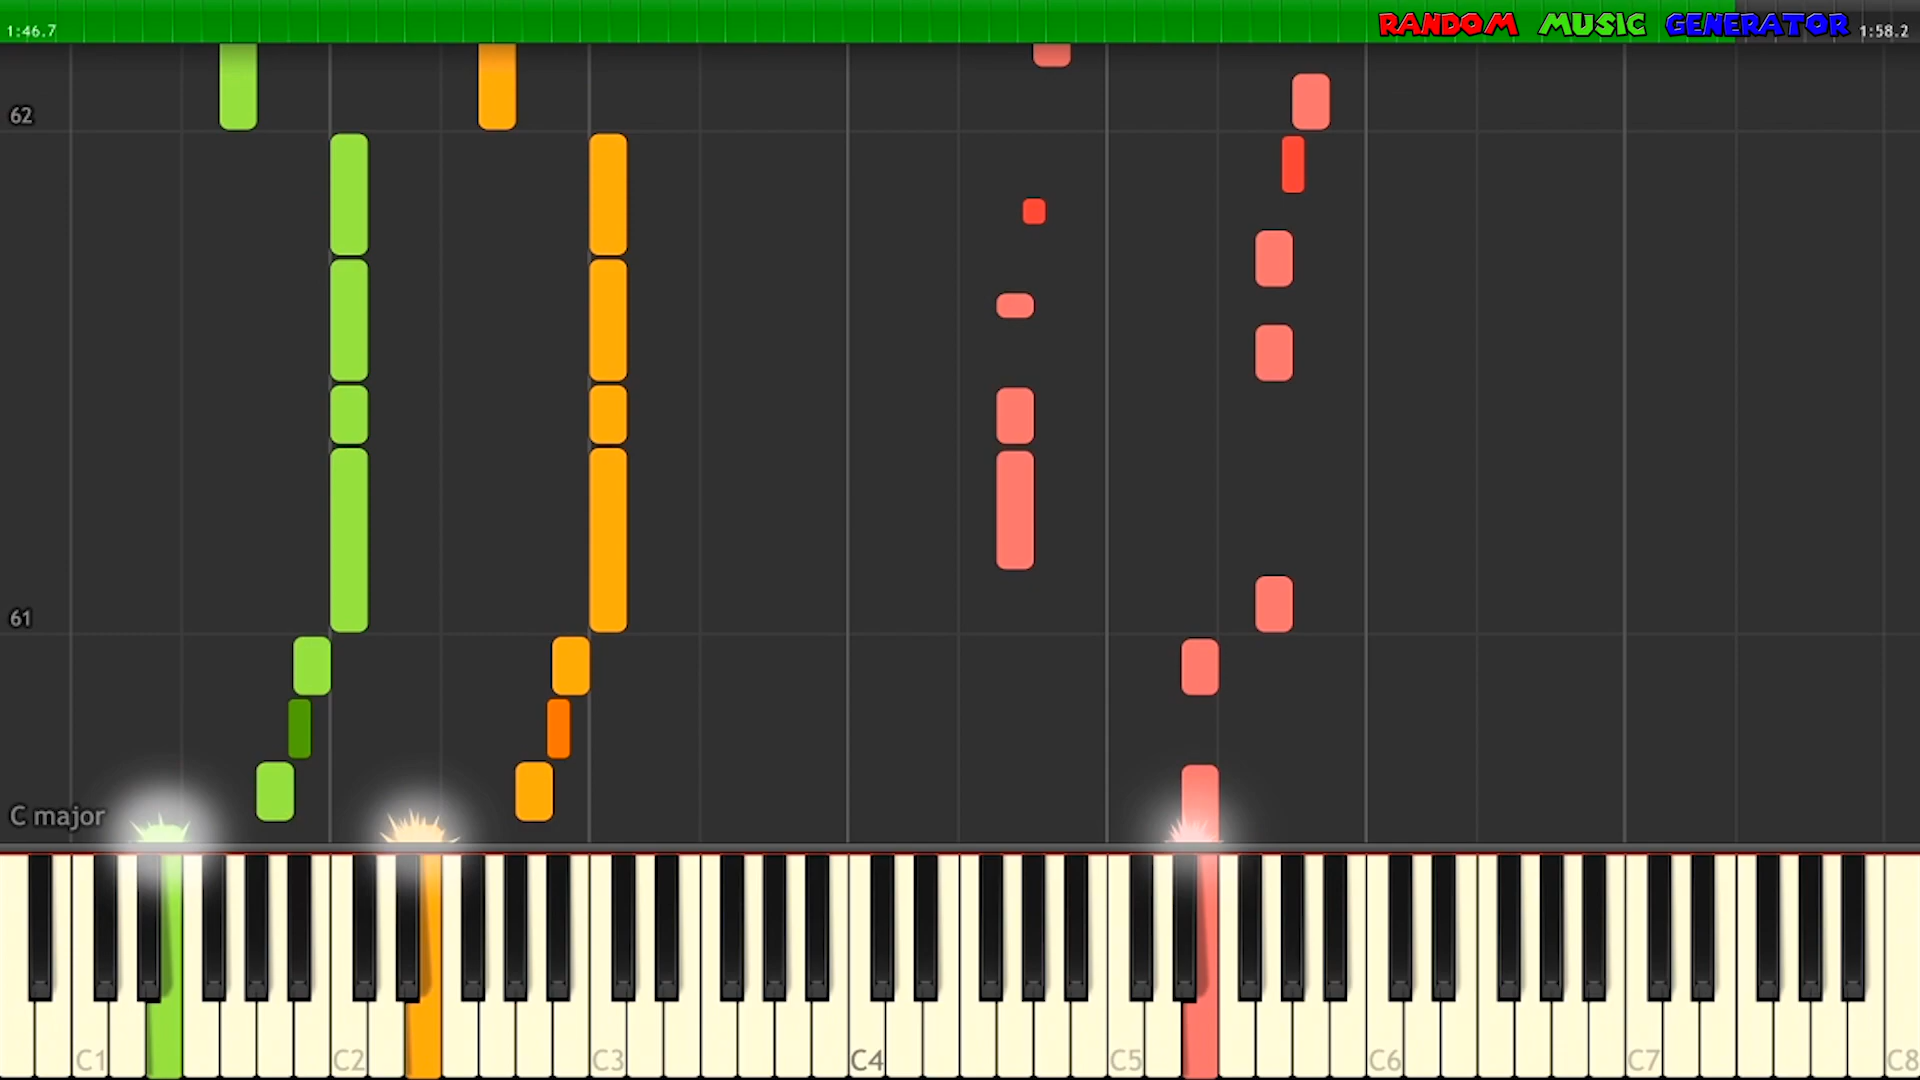 1:46.7
RANDOM MUSIC GENERATOR 1:58.2
62
61
C major
C1 C2 C3 C4 C5 C6 C7 C8